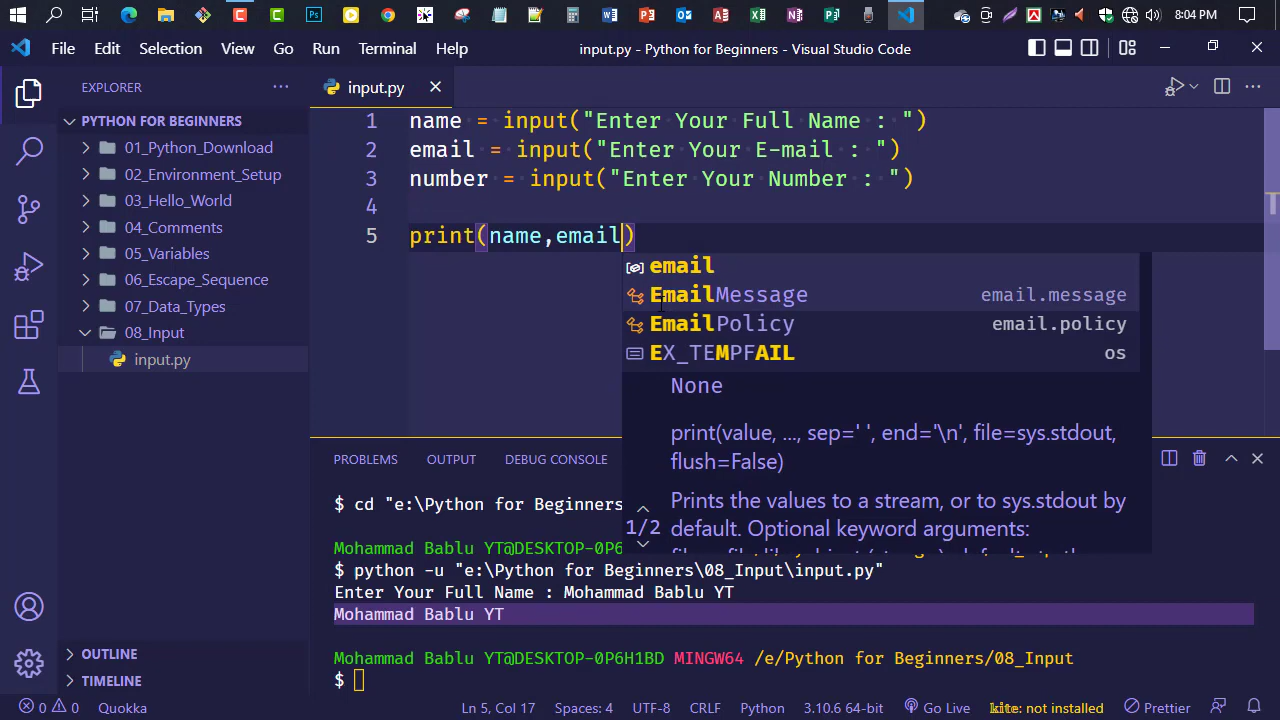 8:04 PM
File Edit Selection View Go Run Terminal Help
input.py - Python for Beginners - Visual Studio Code
EXPLORER
PYTHON FOR BEGINNERS
01_Python_Download
02_Environment_Setup
03_Hello_World
04_Comments
05_Variables
06_Escape_Sequence
07_Data_Types
08_Input
input.py
OUTLINE
TIMELINE
input.py
1 name = input("Enter Your Full Name : ")
2 email = input("Enter Your E-mail : ")
3 number = input("Enter Your Number : ")
4
5 print(name,email)
email
EmailMessage email.message
EmailPolicy email.policy
EX_TEMPFAIL os
None
print(value, ..., sep=' ', end='\n', file=sys.stdout,
flush=False)
1/2
Prints the values to a stream, or to sys.stdout by
default. Optional keyword arguments:
PROBLEMS OUTPUT DEBUG CONSOLE
$ cd "e:\Python for Beginners
Mohammad Bablu YT@DESKTOP-0P6
$ python -u "e:\Python for Beginners\08_Input\input.py"
Enter Your Full Name : Mohammad Bablu YT
Mohammad Bablu YT
Mohammad Bablu YT@DESKTOP-0P6H1BD MINGW64 /e/Python for Beginners/08_Input
$
0 0 Quokka Ln 5, Col 17 Spaces: 4 UTF-8 CRLF Python 3.10.6 64-bit Go Live kite: not installed Prettier